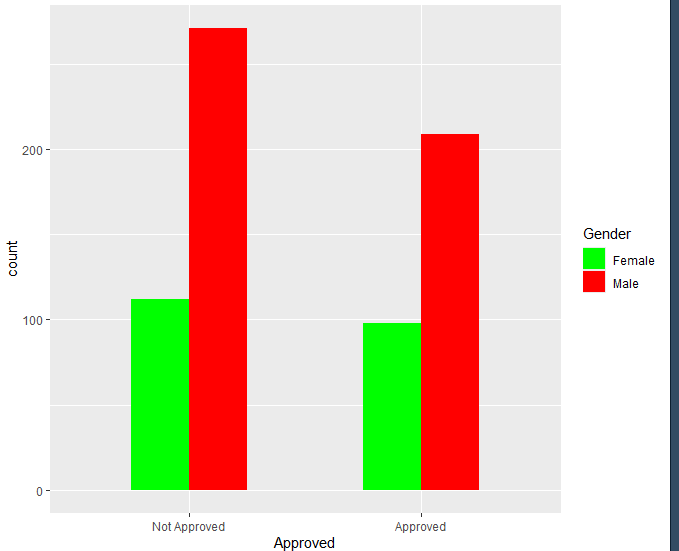 count
200
100
0
Not Approved
Approved
Approved
Gender
Female
Male